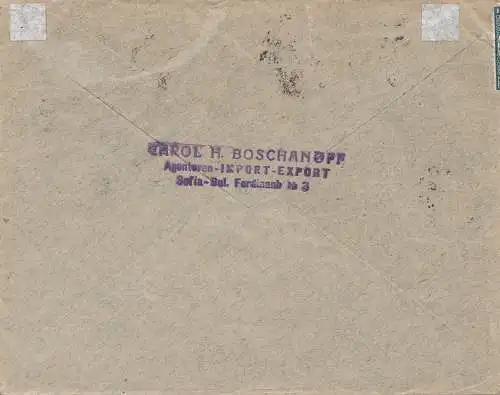 CAROL H. BOSCHANOFF
Agenturen-IMPORT-EXPORT
Sofia-Bul. Ferdinand № 3